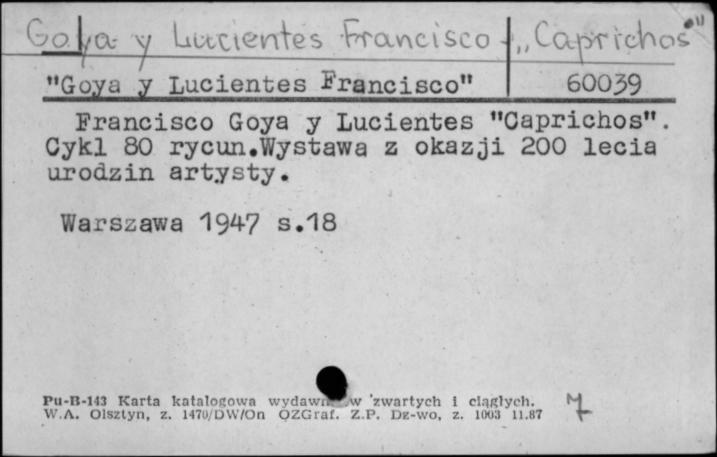 Goya y Lucientes Francisco - „Caprichos"
"Goya y Lucientes Francisco" 60039
Francisco Goya y Lucientes "Caprichos".
Cykl 80 rycun.Wystawa z okazji 200 lecia
urodzin artysty.
Warszawa 1947 s.18
Pu-B-143 Karta katalogowa zwartych i ciągłych. 7
W.A. Olsztyn, z. 1470/DW/On OZGraf. Z.P. Dz-wo, z. 1003 11.87